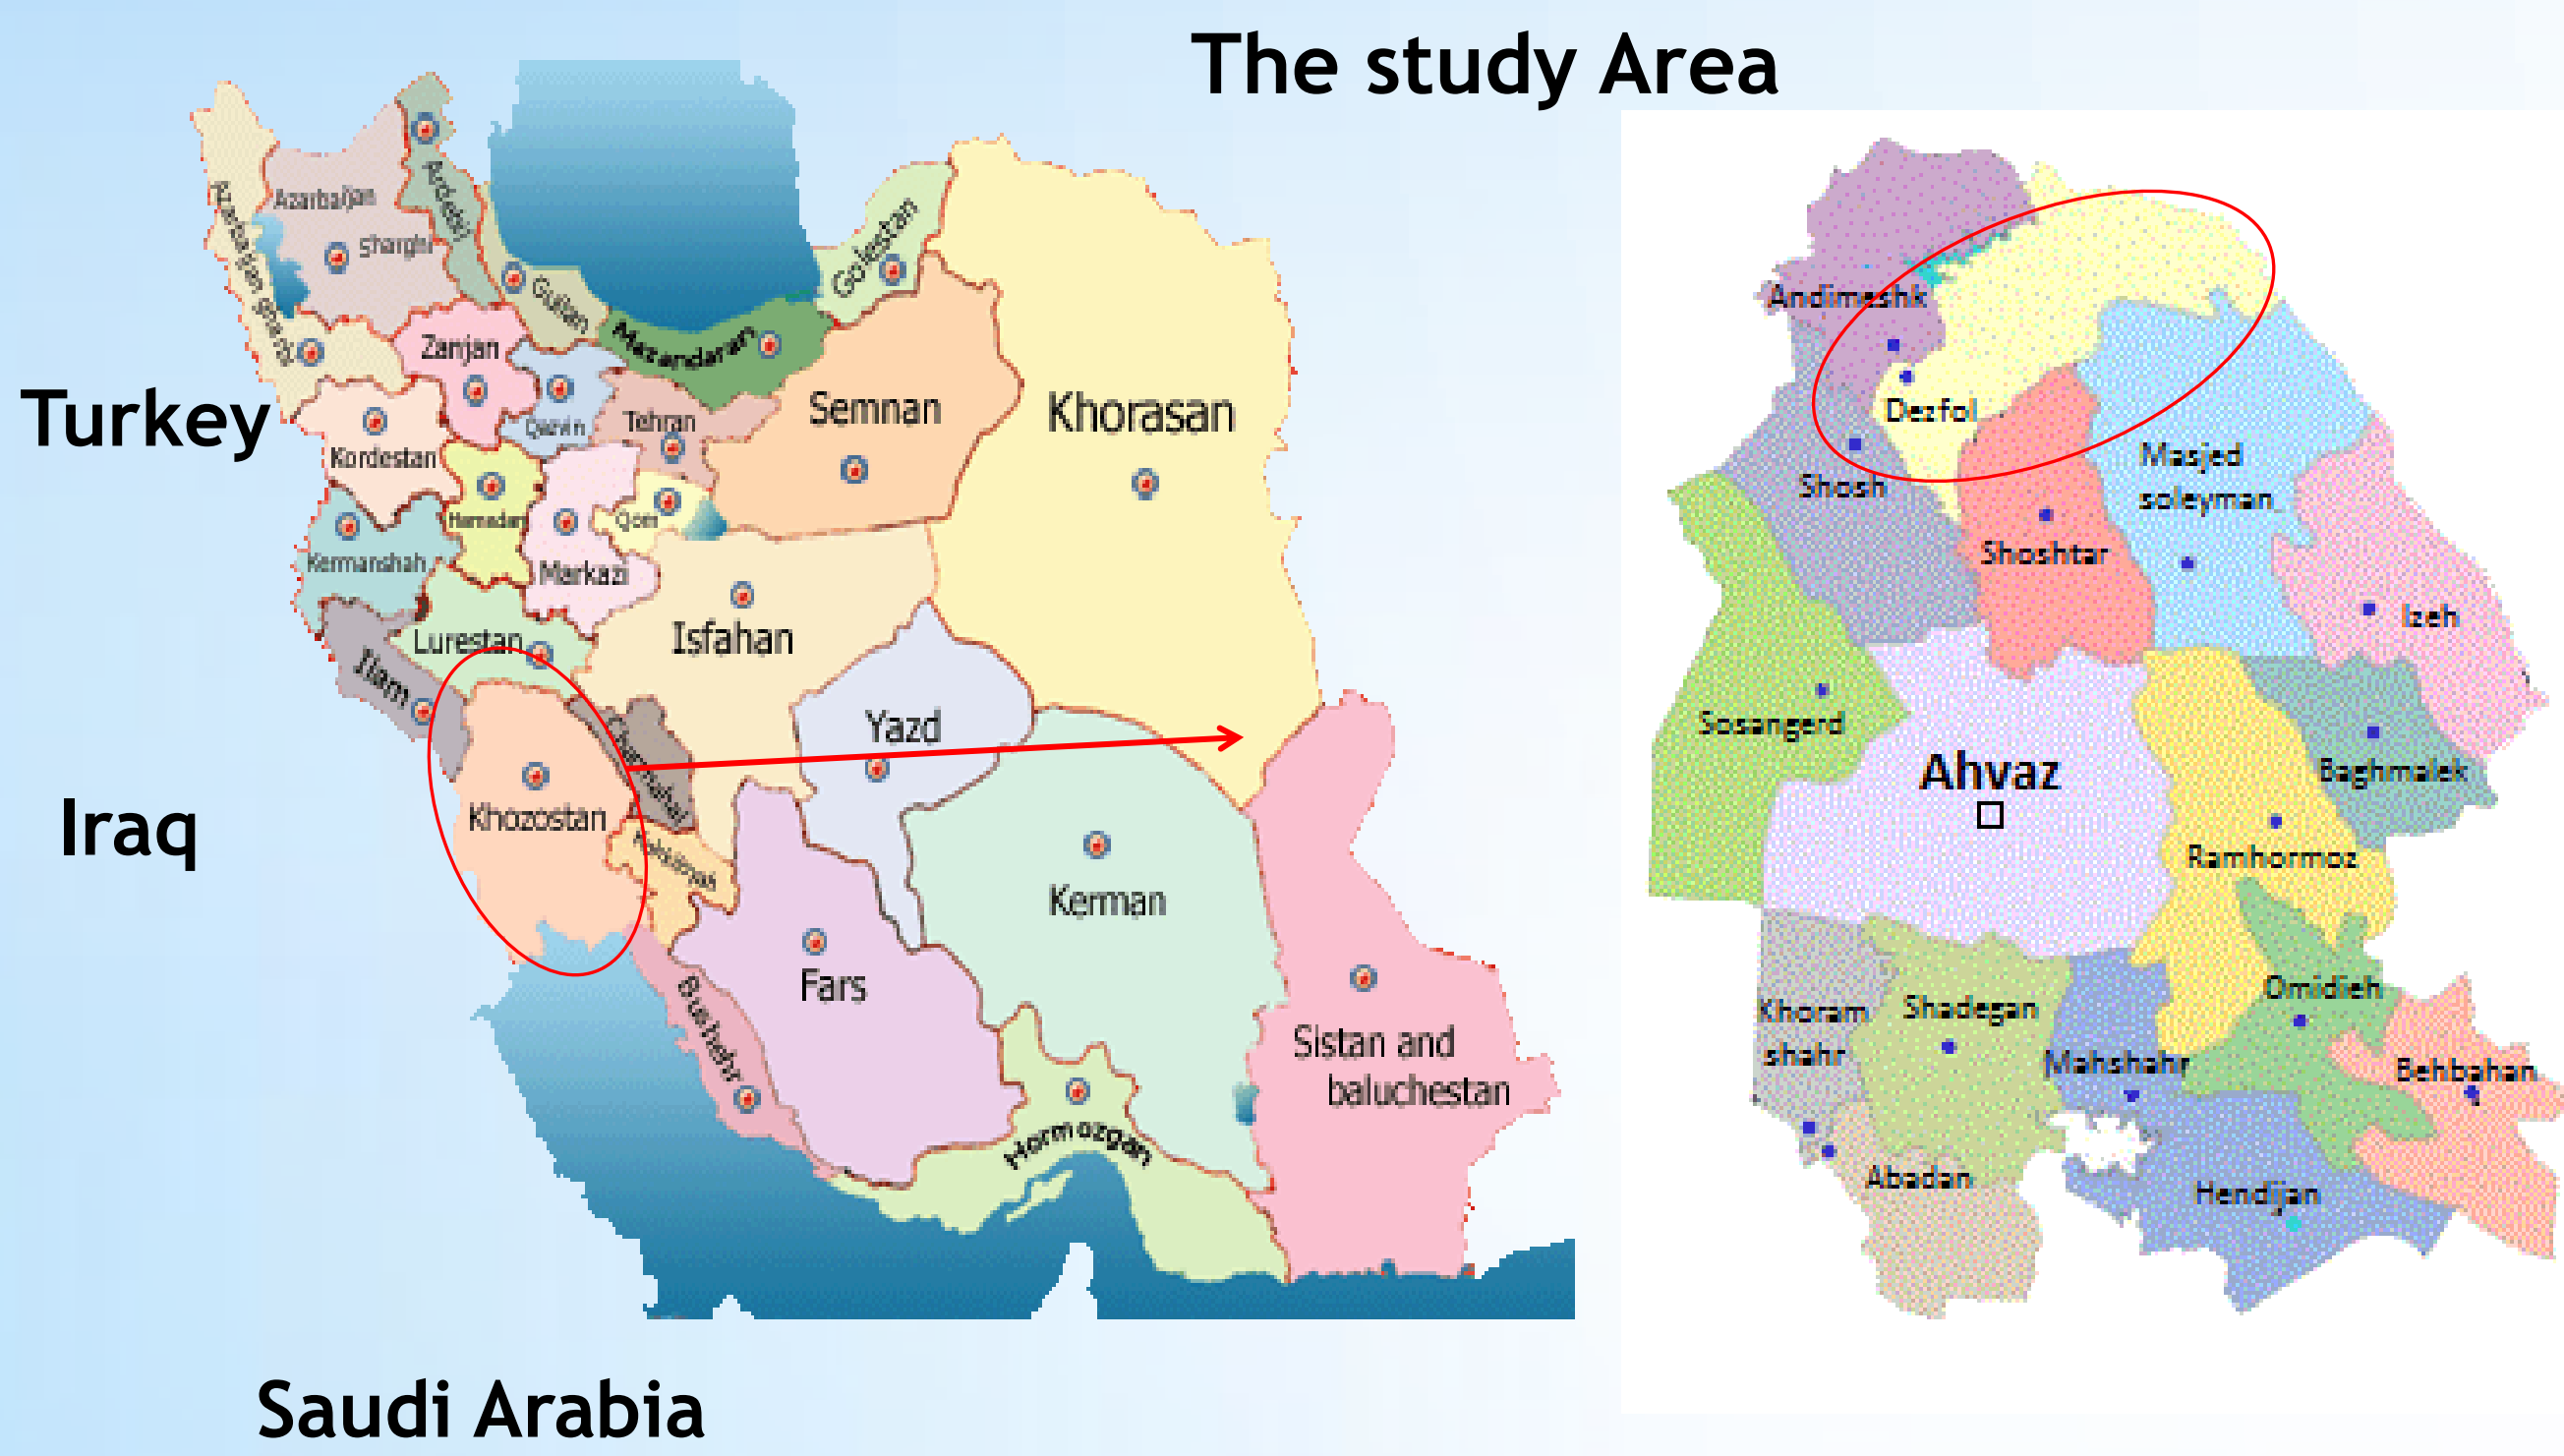 The study Area
Turkey
Iraq
Saudi Arabia
Azarbaijan
sharghi
Ardebil
Guilan
Mazandaran
Golestan
Zanjan
Qazvin
Tehran
Semnan
Khorasan
Kordestan
Hamadan
Qom
Kermanshah
Markazi
Lurestan
Isfahan
Ilam
Yazd
Khozostan
Kerman
Fars
Bushehr
Sistan and
baluchestan
Hormozgan
Andimeshk
Dezfol
Masjed
soleyman
Shosh
Shoshtar
Izeh
Sosangerd
Ahvaz
Baghmalek
Ramhormoz
Omidieh
Khoram
shahr
Shadegan
Mahshahr
Behbahan
Abadan
Hendijan